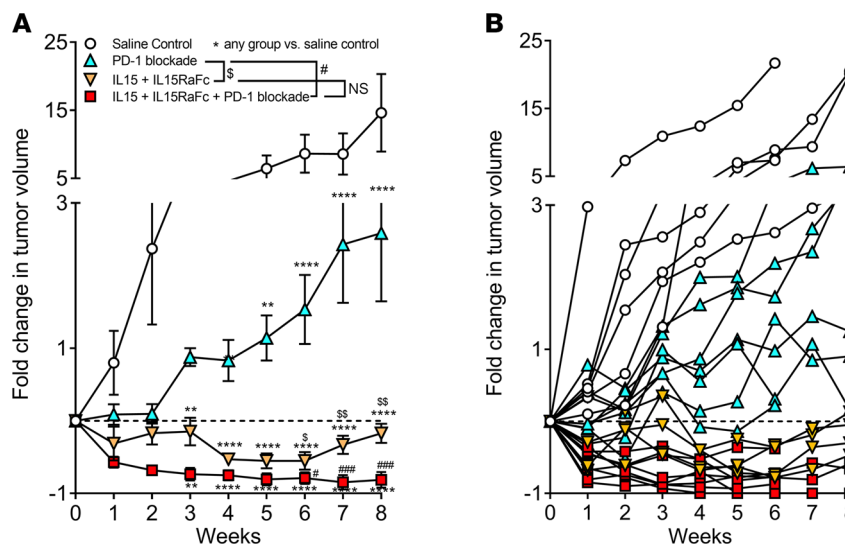 A
B
Saline Control * any group vs. saline control
PD-1 blockade
IL15 + IL15RaFc
IL15 + IL15RaFc + PD-1 blockade
$
#
NS
Fold change in tumor volume
25
15
5
3
1
-1
** **** **** ****
** **** **** **** **** ****
$ $$ $$
# ### ###
** **** **** **** **** ****
0 1 2 3 4 5 6 7 8
Weeks
Fold change in tumor volume
25
15
5
3
1
-1
0 1 2 3 4 5 6 7
Weeks